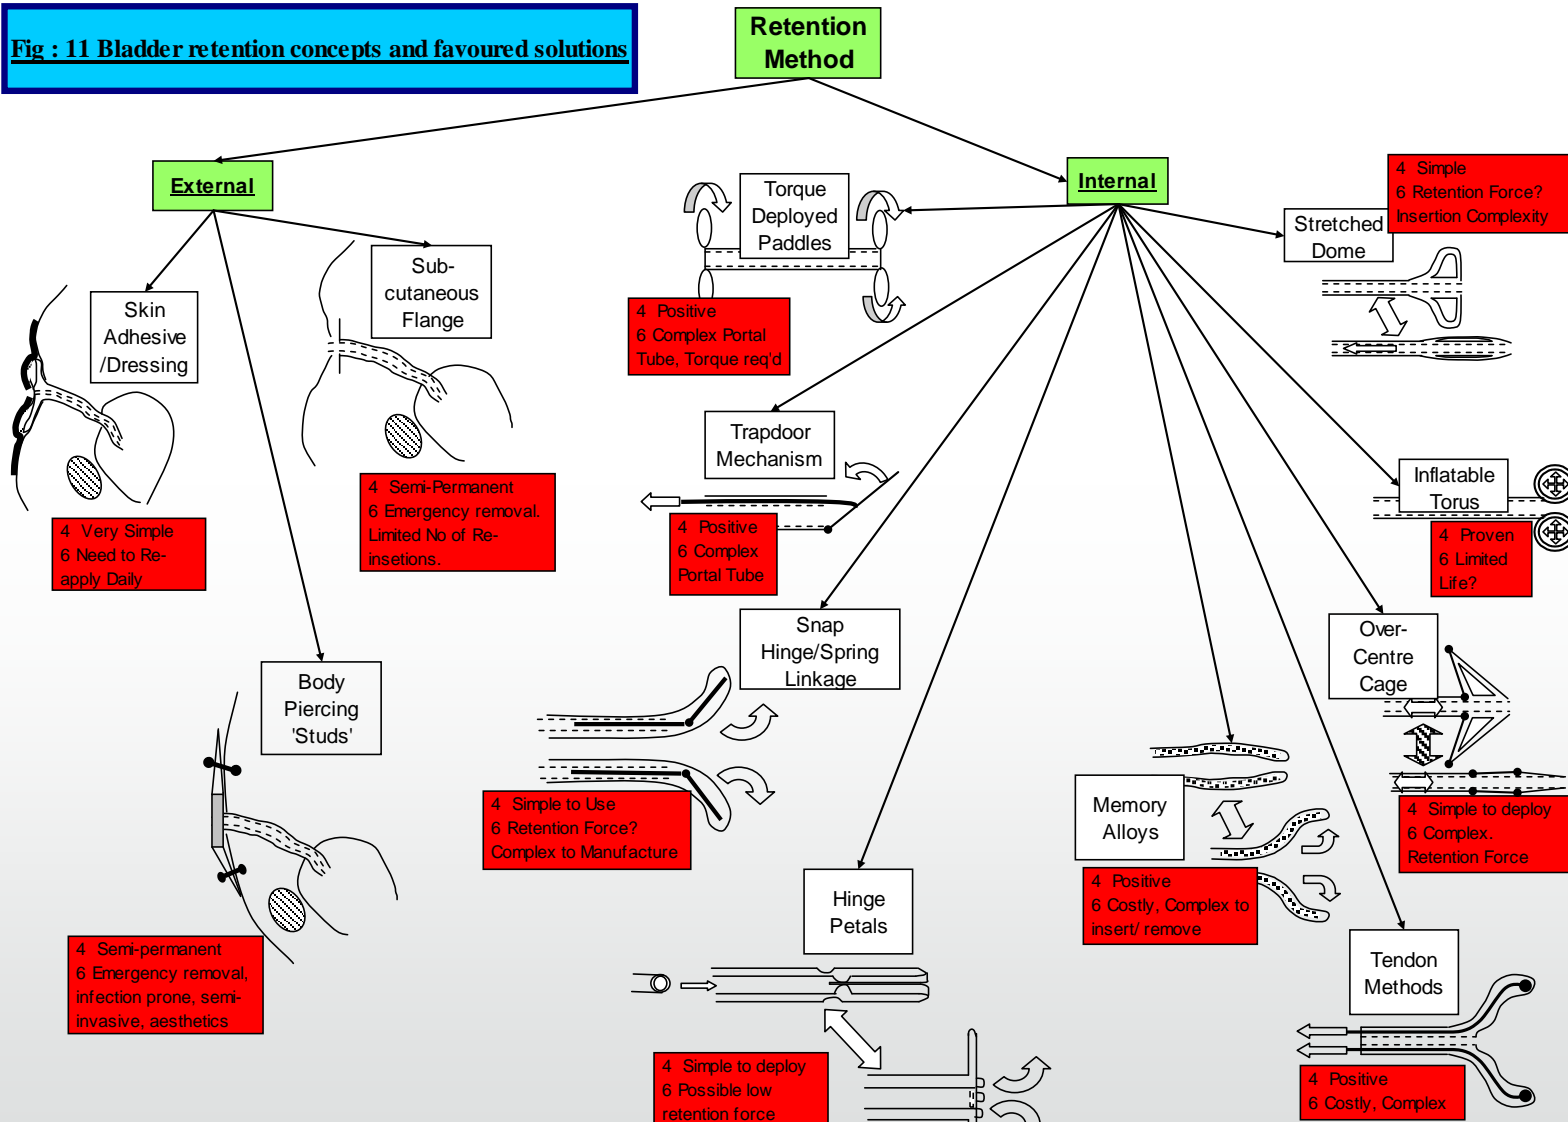 Fig : 11 Bladder retention concepts and favoured solutions
Retention
Method
External
Internal
Skin
Adhesive
/Dressing
4 Very Simple
6 Need to Re-
apply Daily
Sub-
cutaneous
Flange
4 Semi-Permanent
6 Emergency removal.
Limited No of Re-
insetions.
Body
Piercing
'Studs'
4 Semi-permanent
6 Emergency removal,
infection prone, semi-
invasive, aesthetics
Torque
Deployed
Paddles
4 Positive
6 Complex Portal
Tube, Torque req'd
Trapdoor
Mechanism
4 Positive
6 Complex
Portal Tube
Snap
Hinge/Spring
Linkage
4 Simple to Use
6 Retention Force?
Complex to Manufacture
Hinge
Petals
4 Simple to deploy
6 Possible low
retention force
Memory
Alloys
4 Positive
6 Costly, Complex to
insert/ remove
Tendon
Methods
4 Positive
6 Costly, Complex
Over-
Centre
Cage
4 Simple to deploy
6 Complex.
Retention Force
Inflatable
Torus
4 Proven
6 Limited
Life?
Stretched
Dome
4 Simple
6 Retention Force?
Insertion Complexity